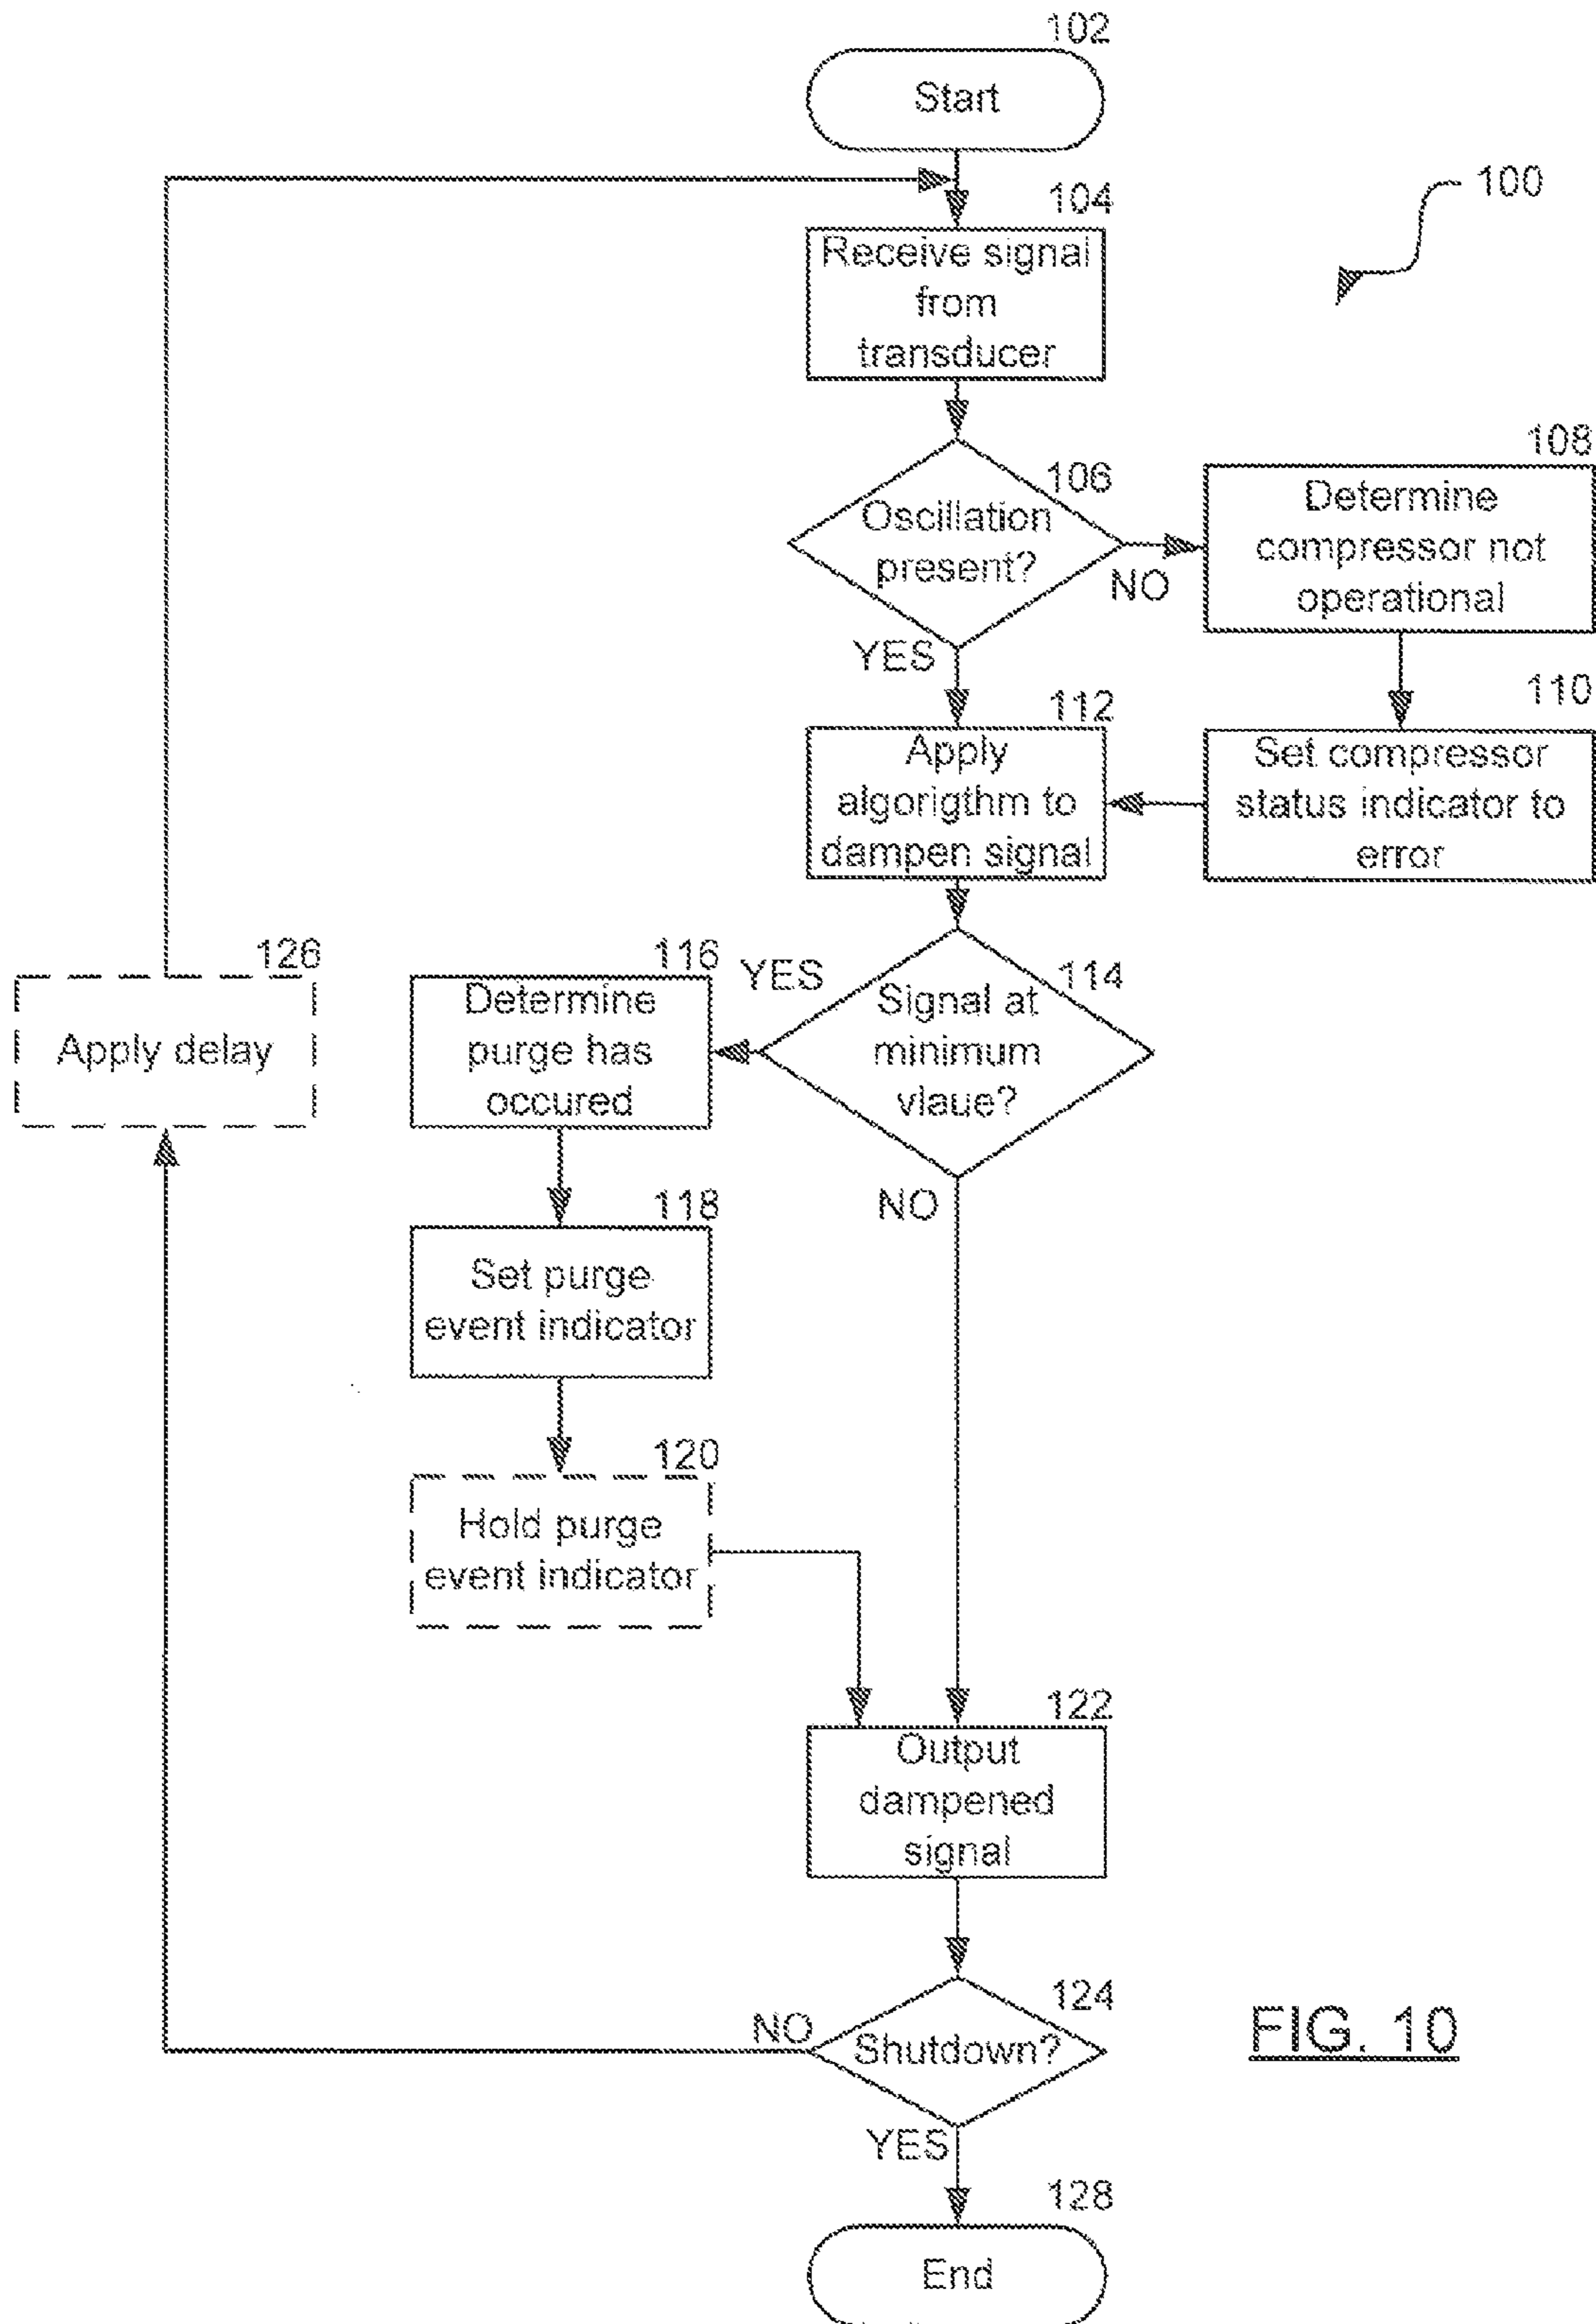 102
Start
100
104
Receive signal
from
transducer
106
Oscillation
present?
NO
YES
108
Determine
compressor not
operational
110
Set compressor
status indicator to
error
112
Apply
algorigthm to
dampen signal
114
Signal at
minimum
vlaue?
YES
NO
116
Determine
purge has
occured
118
Set purge
event indicator
120
Hold purge
event indicator
122
Output
dampened
signal
124
Shutdown?
NO
YES
126
Apply delay
128
End
FIG. 10